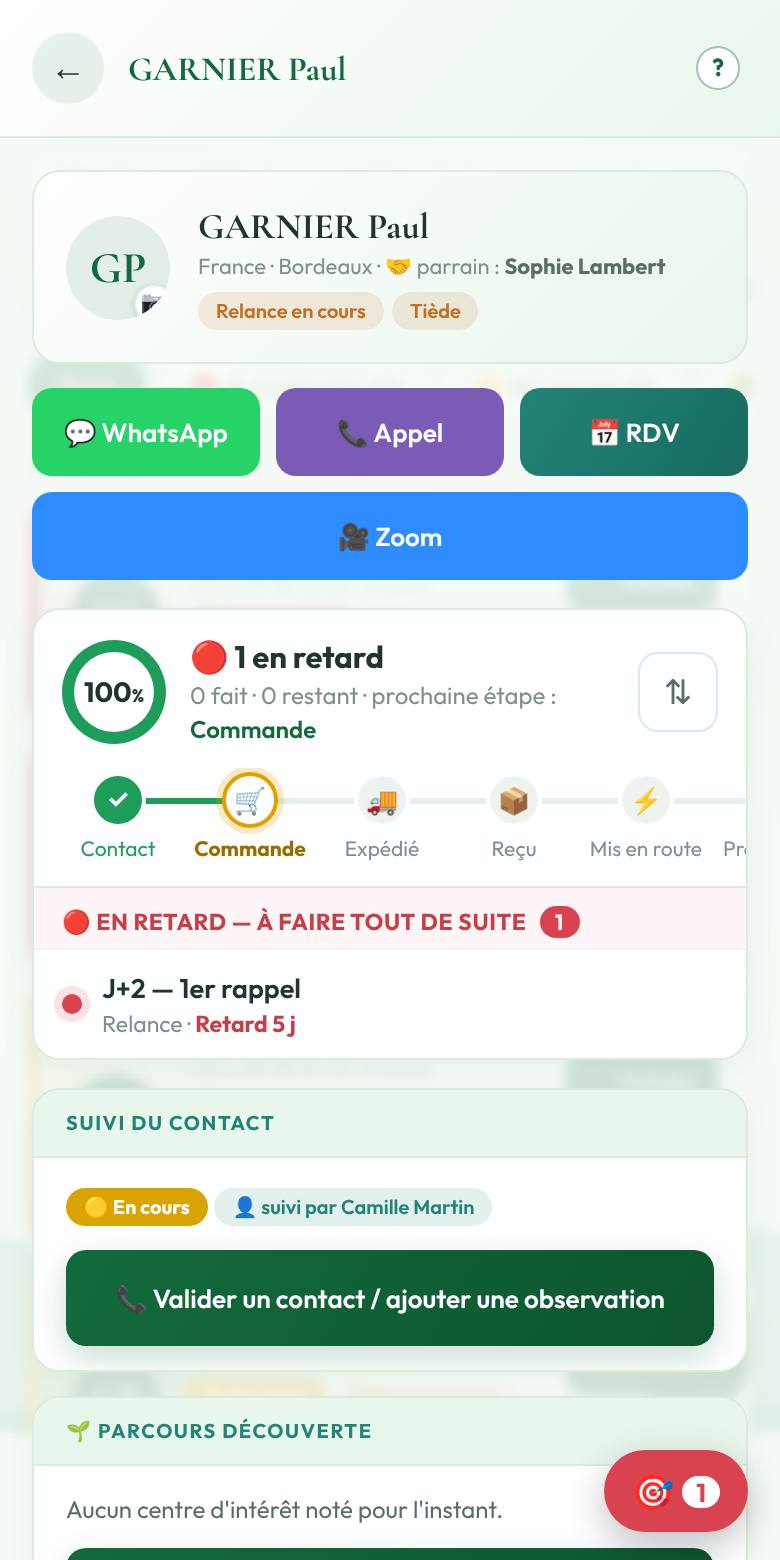 ← GARNIER Paul ?
GP
GARNIER Paul
France · Bordeaux · 🤝 parrain : Sophie Lambert
Relance en cours Tiède
💬 WhatsApp 📞 Appel 📅 RDV
🎥 Zoom
100%
🔴 1 en retard
0 fait · 0 restant · prochaine étape :
Commande
⇅
Contact Commande Expédié Reçu Mis en route Pr
🔴 EN RETARD — À FAIRE TOUT DE SUITE 1
J+2 — 1er rappel
Relance · Retard 5 j
SUIVI DU CONTACT
🟡 En cours 👤 suivi par Camille Martin
📞 Valider un contact / ajouter une observation
🌱 PARCOURS DÉCOUVERTE
Aucun centre d'intérêt noté pour l'instant.
🎯 1